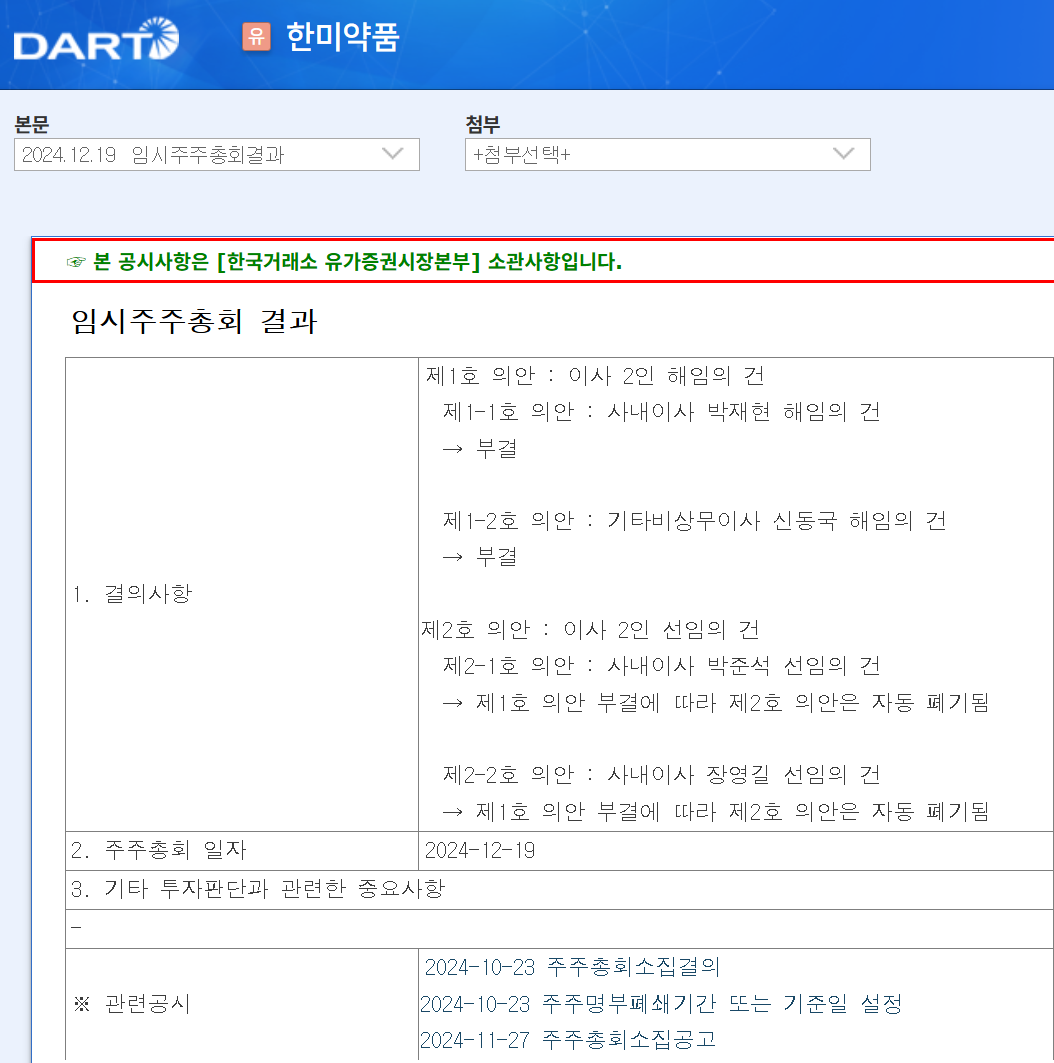 DART
유 한미약품
본문
첨부
2024.12.19 임시주주총회결과
+첨부선택+
☞ 본 공시사항은 [한국거래소 유가증권시장본부] 소관사항입니다.
임시주주총회 결과
1. 결의사항
제1호 의안 : 이사 2인 해임의 건
제1-1호 의안 : 사내이사 박재현 해임의 건
→ 부결
제1-2호 의안 : 기타비상무이사 신동국 해임의 건
→ 부결
제2호 의안 : 이사 2인 선임의 건
제2-1호 의안 : 사내이사 박준석 선임의 건
→ 제1호 의안 부결에 따라 제2호 의안은 자동 폐기됨
제2-2호 의안 : 사내이사 장영길 선임의 건
→ 제1호 의안 부결에 따라 제2호 의안은 자동 폐기됨
2. 주주총회 일자
2024-12-19
3. 기타 투자판단과 관련한 중요사항
-
※ 관련공시
2024-10-23 주주총회소집결의
2024-10-23 주주명부폐쇄기간 또는 기준일 설정
2024-11-27 주주총회소집공고